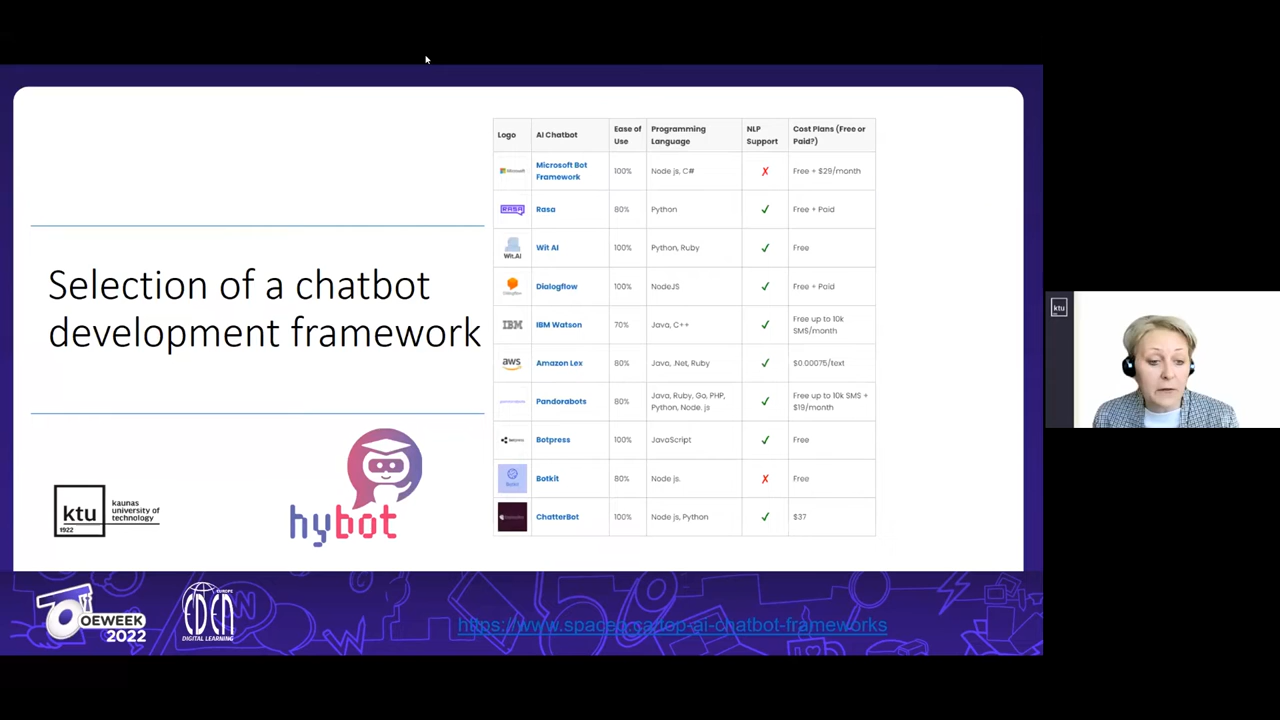 Selection of a chatbot
development framework
ktu
1922
kaunas
university of
technology
hybot
Logo AI Chatbot Ease of Use Programming Language NLP Support Cost Plans (Free or Paid?)
Microsoft Microsoft Bot Framework 100% Node js, C# ✗ Free + $29/month
RASA Rasa 80% Python ✓ Free + Paid
Wit.AI Wit AI 100% Python, Ruby ✓ Free
Dialogflow 100% NodeJS ✓ Free + Paid
IBM IBM Watson 70% Java, C++ ✓ Free up to 10k SMS/month
aws Amazon Lex 80% Java, .Net, Ruby ✓ $0.00075/text
Pandorabots 80% Java, Ruby, Go, PHP, Python, Node. js ✓ Free up to 10k SMS + $19/month
Botpress 100% JavaScript ✓ Free
Botkit 80% Node js. ✗ Free
ChatterBot 100% Node js, Python ✓ $37
ktu
OEWEEK
2022
EUROPE
EDEN
DIGITAL LEARNING